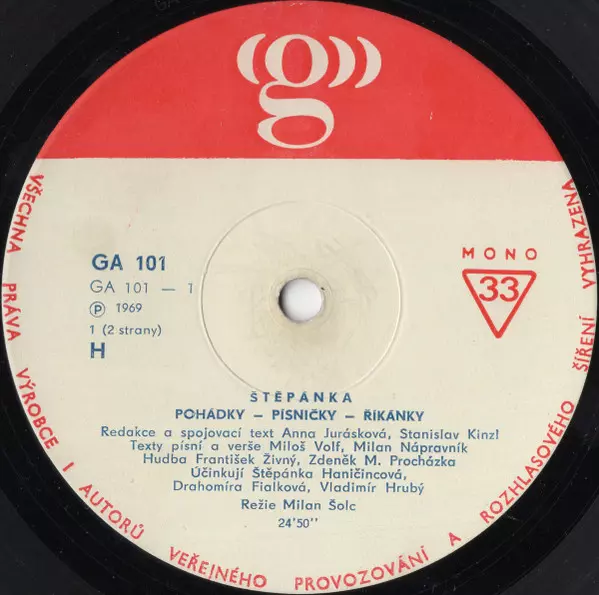 (g))
GA 101
GA 101 — 1
Ⓟ 1969
1 (2 strany)
H
MONO
33
ŠTĚPÁNKA
POHÁDKY — PÍSNIČKY — ŘÍKANKY
Redakce a spojovací text Anna Jurásková, Stanislav Kinzl
Texty písní a verše Miloš Volf, Milan Nápravník
Hudba František Živný, Zdeněk M. Procházka
Účinkují Štěpánka Haničincová,
Drahomíra Fialková, Vladimír Hrubý
Režie Milan Šolc
24'50''
VŠECHNA PRÁVA VÝROBCE I AUTORŮ VEŘEJNÉHO PROVOZOVÁNÍ A ROZHLASOVÉHO ŠÍŘENÍ VYHRAZENA